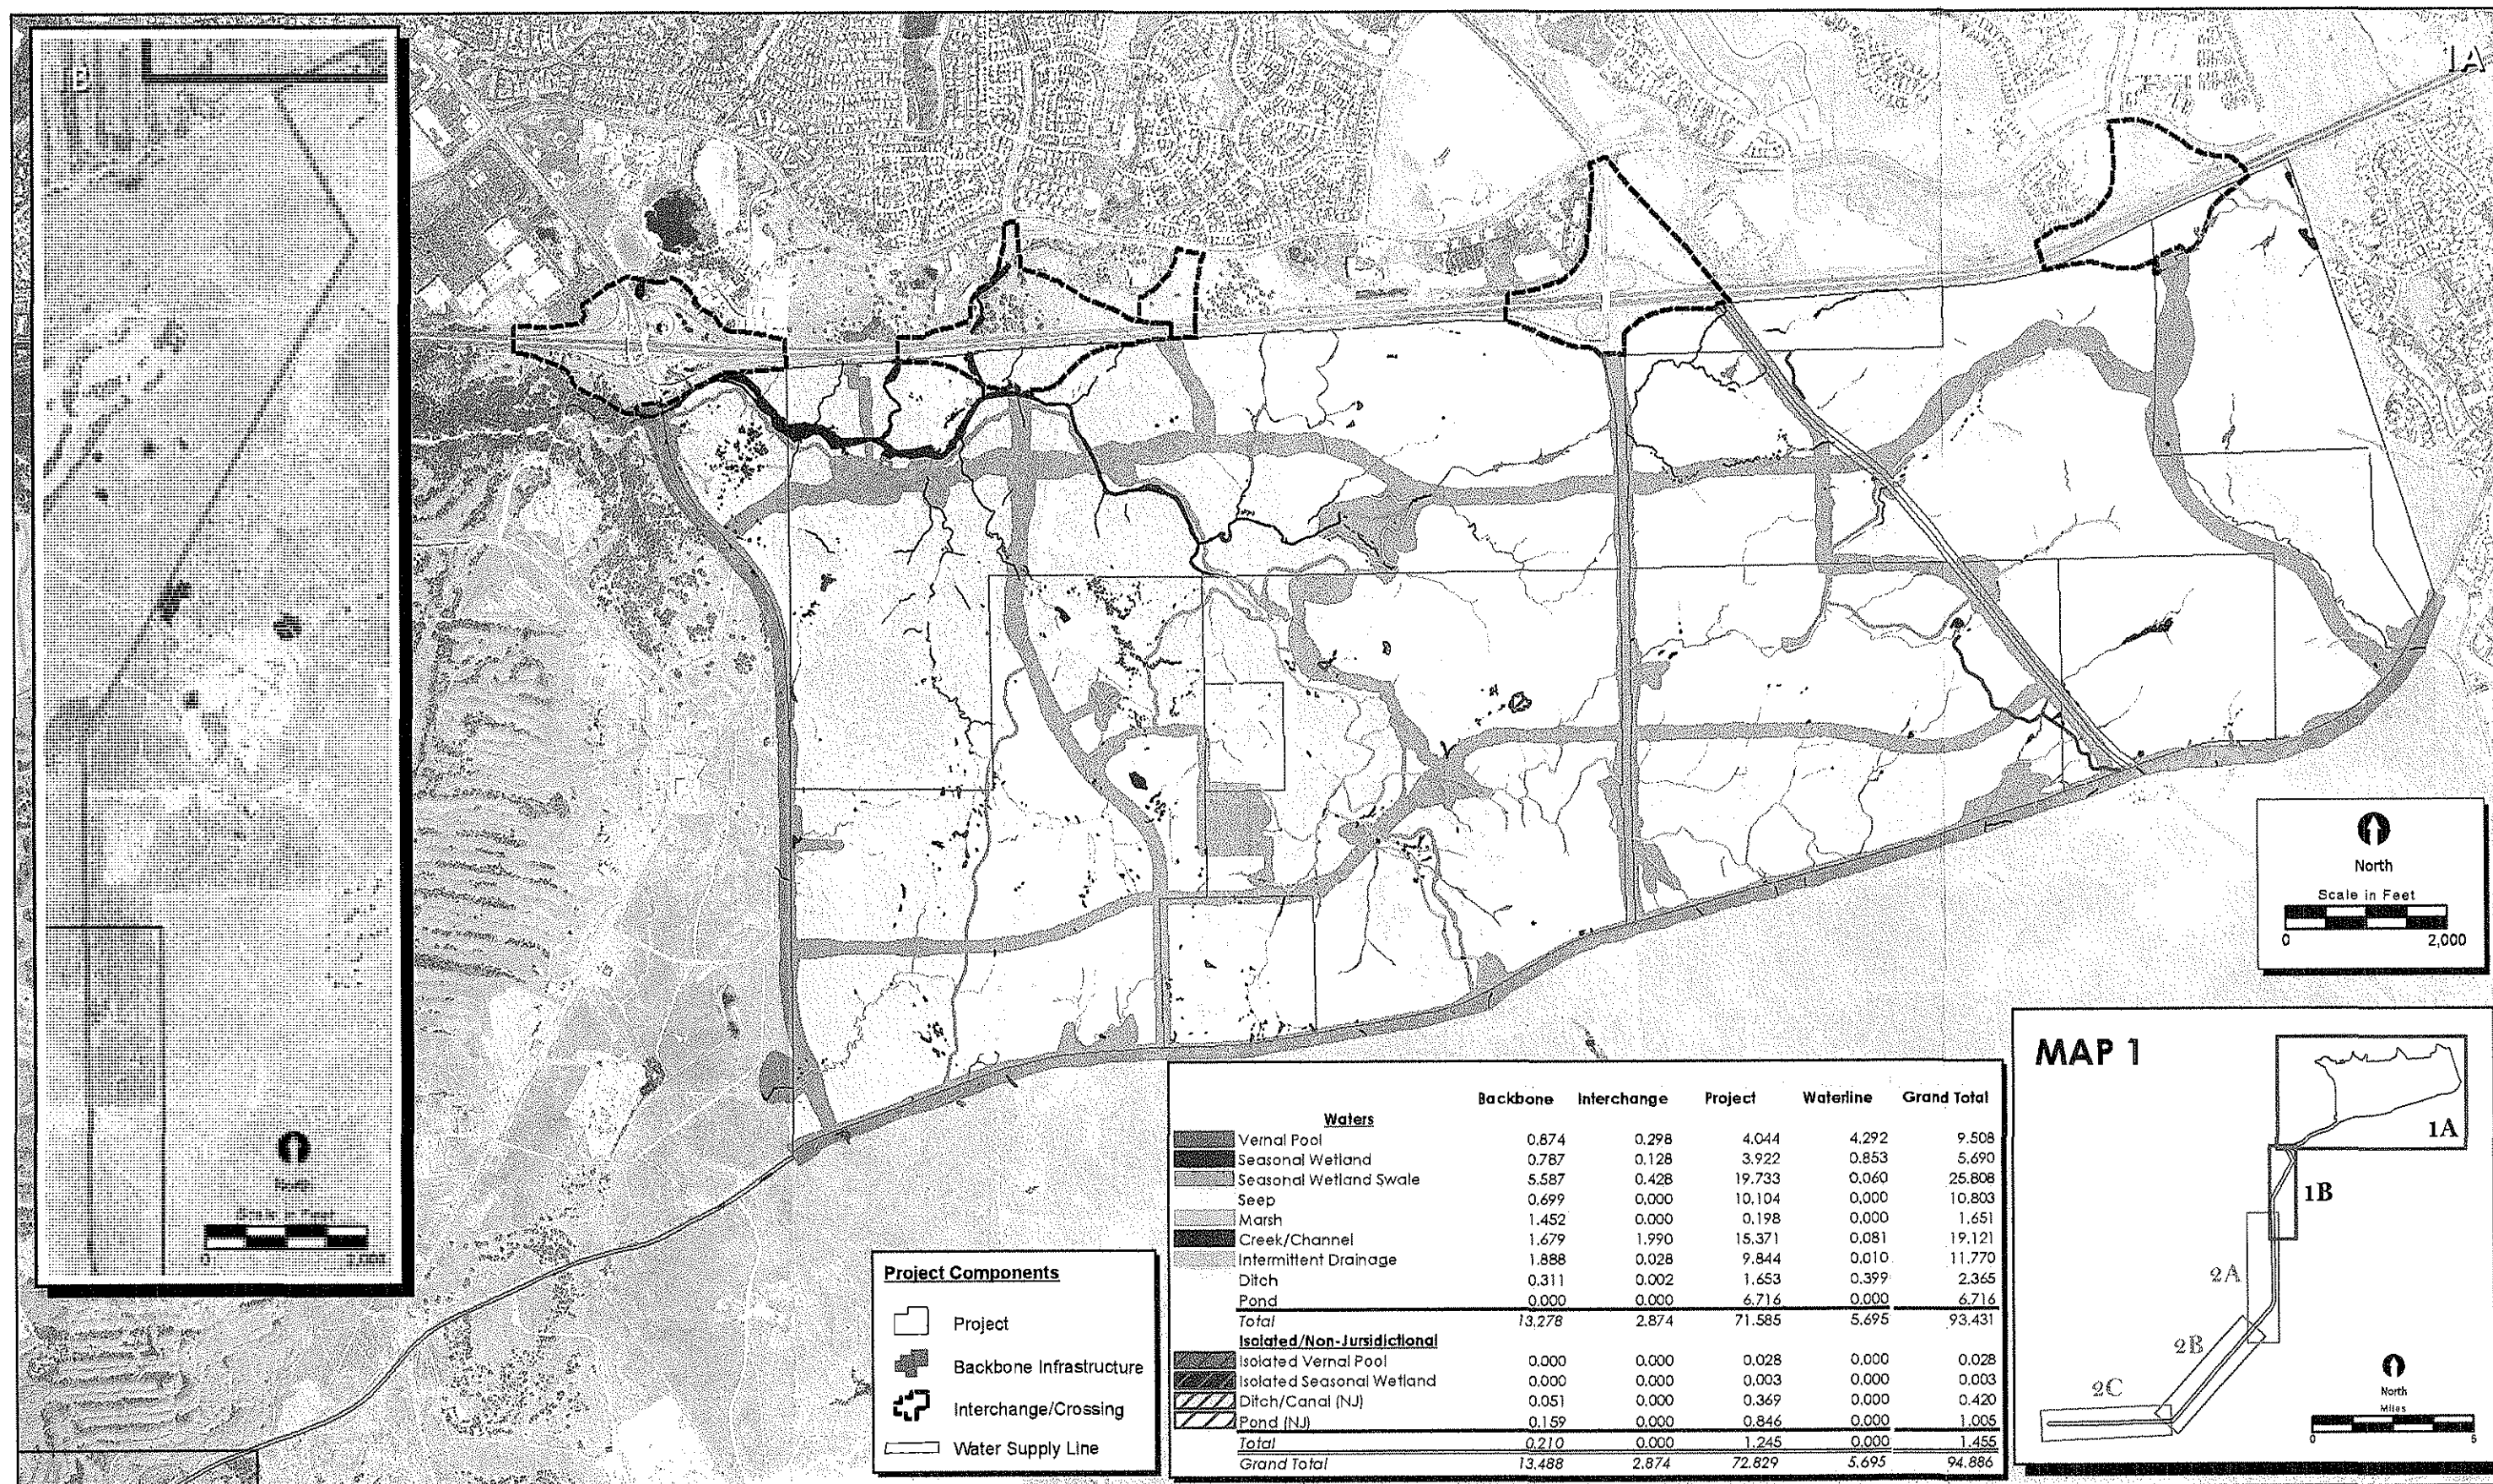 1B
1A
North
Scale in Feet
0 2,000
North
Scale in Feet
0 2,000
MAP 1
1A
1B
2A
2B
2C
North
Miles
0 5
Project Components
Project
Backbone Infrastructure
Interchange/Crossing
Water Supply Line
Backbone Interchange Project Waterline Grand Total
Waters
Vernal Pool 0.874 0.298 4.044 4.292 9.508
Seasonal Wetland 0.787 0.128 3.922 0.853 5.690
Seasonal Wetland Swale 5.587 0.428 19.733 0.060 25.808
Seep 0.699 0.000 10.104 0.000 10.803
Marsh 1.452 0.000 0.198 0.000 1.651
Creek/Channel 1.679 1.990 15.371 0.081 19.121
Intermittent Drainage 1.888 0.028 9.844 0.010 11.770
Ditch 0.311 0.002 1.653 0.399 2.365
Pond 0.000 0.000 6.716 0.000 6.716
Total 13.278 2.874 71.585 5.695 93.431
Isolated/Non-Jursidictional
Isolated Vernal Pool 0.000 0.000 0.028 0.000 0.028
Isolated Seasonal Wetland 0.000 0.000 0.003 0.000 0.003
Ditch/Canal (NJ) 0.051 0.000 0.369 0.000 0.420
Pond (NJ) 0.159 0.000 0.846 0.000 1.005
Total 0.210 0.000 1.245 0.000 1.455
Grand Total 13.488 2.874 72.829 5.695 94.886